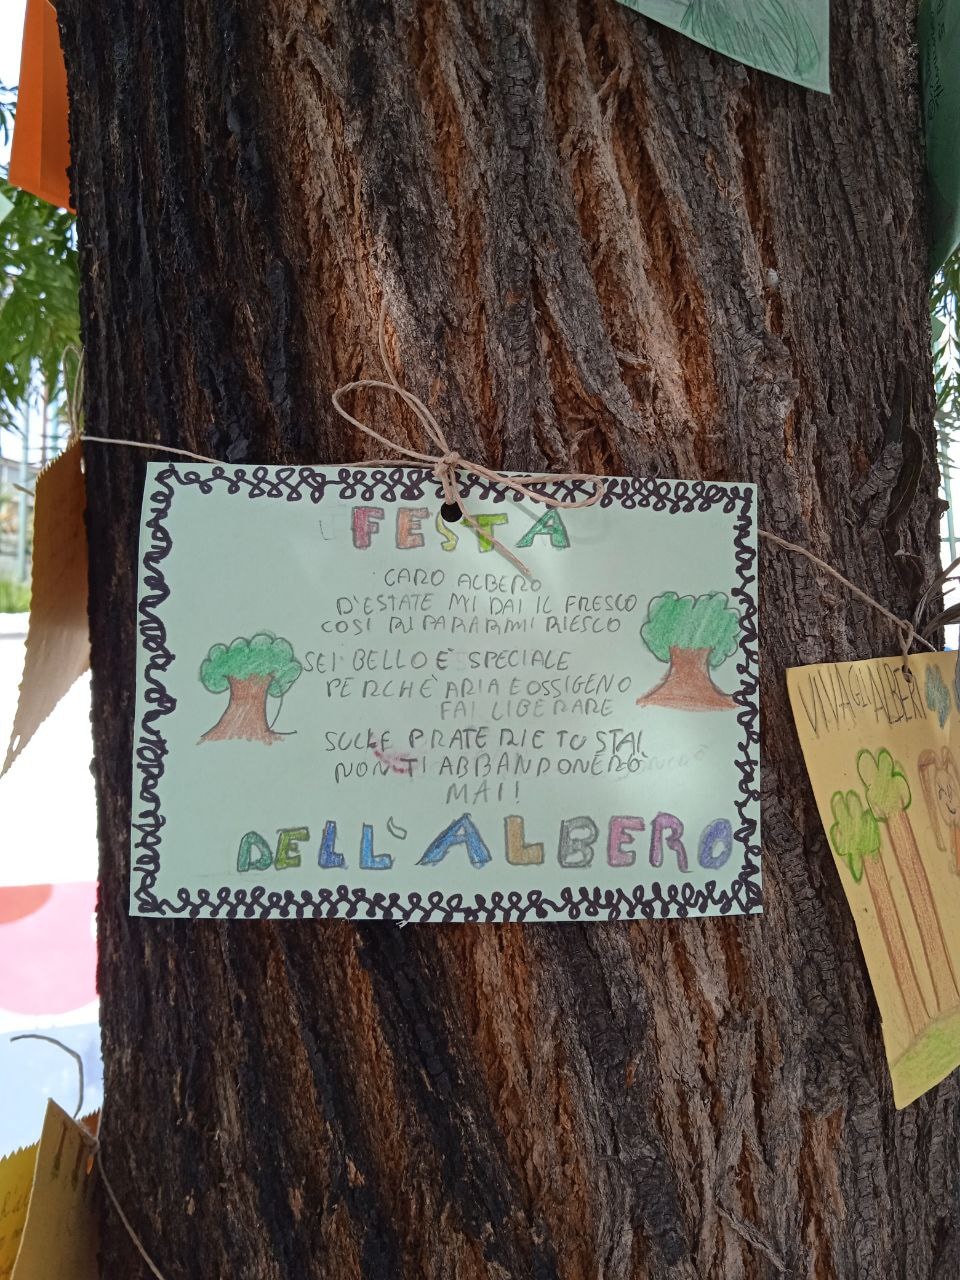 FESTA
CARO ALBERO
D'ESTATE MI DAI IL FRESCO
COSÌ RIPARARMI RIESCO
SEI BELLO E SPECIALE
PERCHÈ ARIA E OSSIGENO
FAI LIBERARE
SULLE PRATERIE TU STAI
NON TI ABBANDONERÒ
MAI!
DELL'ALBERO
VIVA GLI ALBERI